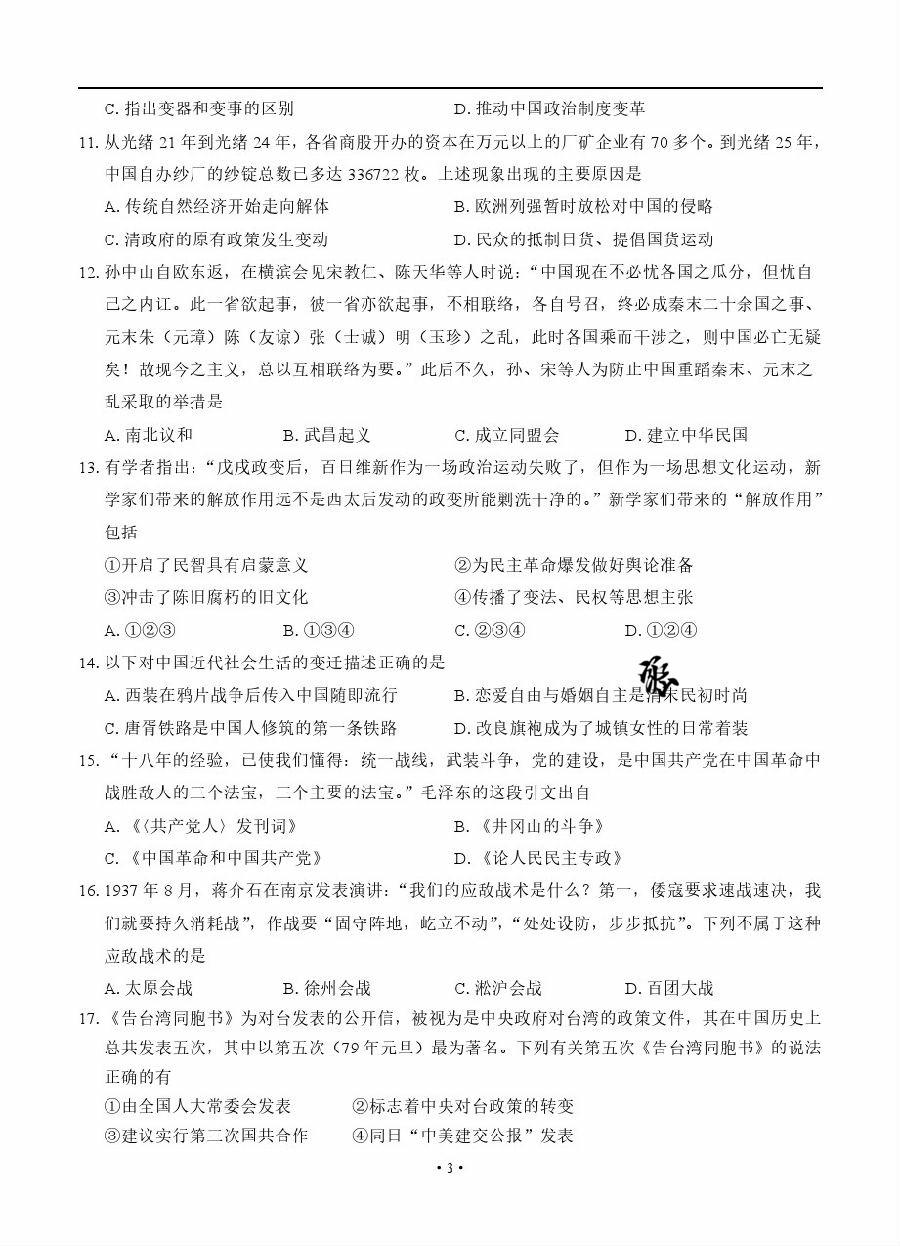 C. 指出变器和变事的区别 D. 推动中国政治制度变革
11. 从光绪 21 年到光绪 24 年，各省商股开办的资本在万元以上的厂矿企业有 70 多个。到光绪 25 年，
中国自办纱厂的纱锭总数已多达 336722 枚。上述现象出现的主要原因是
A. 传统自然经济开始走向解体 B. 欧洲列强暂时放松对中国的侵略
C. 清政府的原有政策发生变动 D. 民众的抵制日货、提倡国货运动
12. 孙中山自欧东返，在横滨会见宋教仁、陈天华等人时说：“中国现在不必忧各国之瓜分，但忧自
己之内讧。此一省欲起事，彼一省亦欲起事，不相联络，各自号召，终必成秦末二十余国之事、
元末朱（元璋）陈（友谅）张（士诚）明（玉珍）之乱，此时各国乘而干涉之，则中国必亡无疑
矣！故现今之主义，总以互相联络为要。”此后不久，孙、宋等人为防止中国重蹈秦末、元末之
乱采取的举措是
A. 南北议和 B. 武昌起义 C. 成立同盟会 D. 建立中华民国
13. 有学者指出：“戊戌政变后，百日维新作为一场政治运动失败了，但作为一场思想文化运动，新
学家们带来的解放作用远不是西太后发动的政变所能剿洗干净的。”新学家们带来的“解放作用”
包括
①开启了民智具有启蒙意义 ②为民主革命爆发做好舆论准备
③冲击了陈旧腐朽的旧文化 ④传播了变法、民权等思想主张
A. ①②③ B. ①③④ C. ②③④ D. ①②④
14. 以下对中国近代社会生活的变迁描述正确的是
A. 西装在鸦片战争后传入中国随即流行 B. 恋爱自由与婚姻自主是清末民初时尚
C. 唐胥铁路是中国人修筑的第一条铁路 D. 改良旗袍成为了城镇女性的日常着装
15. “十八年的经验，已使我们懂得：统一战线，武装斗争，党的建设，是中国共产党在中国革命中
战胜敌人的三个法宝，三个主要的法宝。”毛泽东的这段引文出自
A. 《〈共产党人〉发刊词》 B. 《井冈山的斗争》
C. 《中国革命和中国共产党》 D. 《论人民民主专政》
16. 1937 年 8 月，蒋介石在南京发表演讲：“我们的应敌战术是什么？第一，倭寇要求速战速决，我
们就要持久消耗战”，作战要“固守阵地，屹立不动”，“处处设防，步步抵抗”。下列不属于这种
应敌战术的是
A. 太原会战 B. 徐州会战 C. 淞沪会战 D. 百团大战
17. 《告台湾同胞书》为对台发表的公开信，被视为是中央政府对台湾的政策文件，其在中国历史上
总共发表五次，其中以第五次（79 年元旦）最为著名。下列有关第五次《告台湾同胞书》的说法
正确的有
①由全国人大常委会发表 ②标志着中央对台政策的转变
③建议实行第三次国共合作 ④同日“中美建交公报”发表
• 3 •